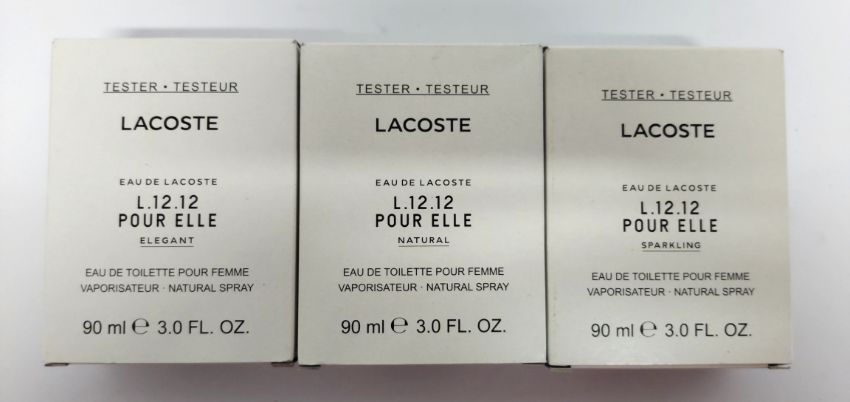 TESTER • TESTEUR
LACOSTE
EAU DE LACOSTE
L.12.12
POUR ELLE
ELEGANT
EAU DE TOILETTE POUR FEMME
VAPORISATEUR · NATURAL SPRAY
90 ml ℮ 3.0 FL. OZ.
TESTER • TESTEUR
LACOSTE
EAU DE LACOSTE
L.12.12
POUR ELLE
NATURAL
EAU DE TOILETTE POUR FEMME
VAPORISATEUR · NATURAL SPRAY
90 ml ℮ 3.0 FL. OZ.
TESTER • TESTEUR
LACOSTE
EAU DE LACOSTE
L.12.12
POUR ELLE
SPARKLING
EAU DE TOILETTE POUR FEMME
VAPORISATEUR · NATURAL SPRAY
90 ml ℮ 3.0 FL. OZ.